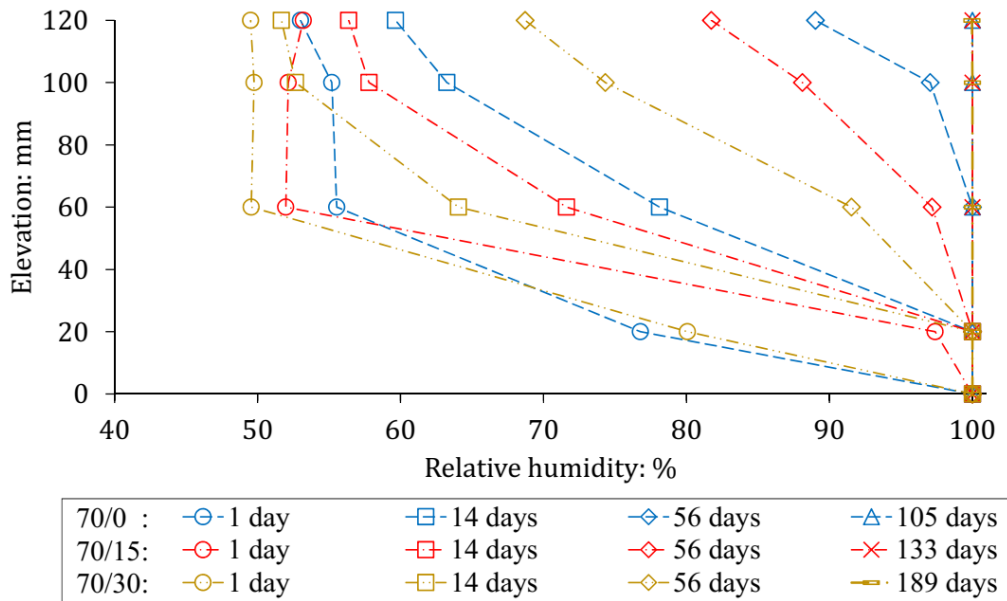 120
100
80
60
40
20
0
Elevation: mm
40 50 60 70 80 90 100
Relative humidity: %
70/0 : 1 day 14 days 56 days 105 days
70/15: 1 day 14 days 56 days 133 days
70/30: 1 day 14 days 56 days 189 days